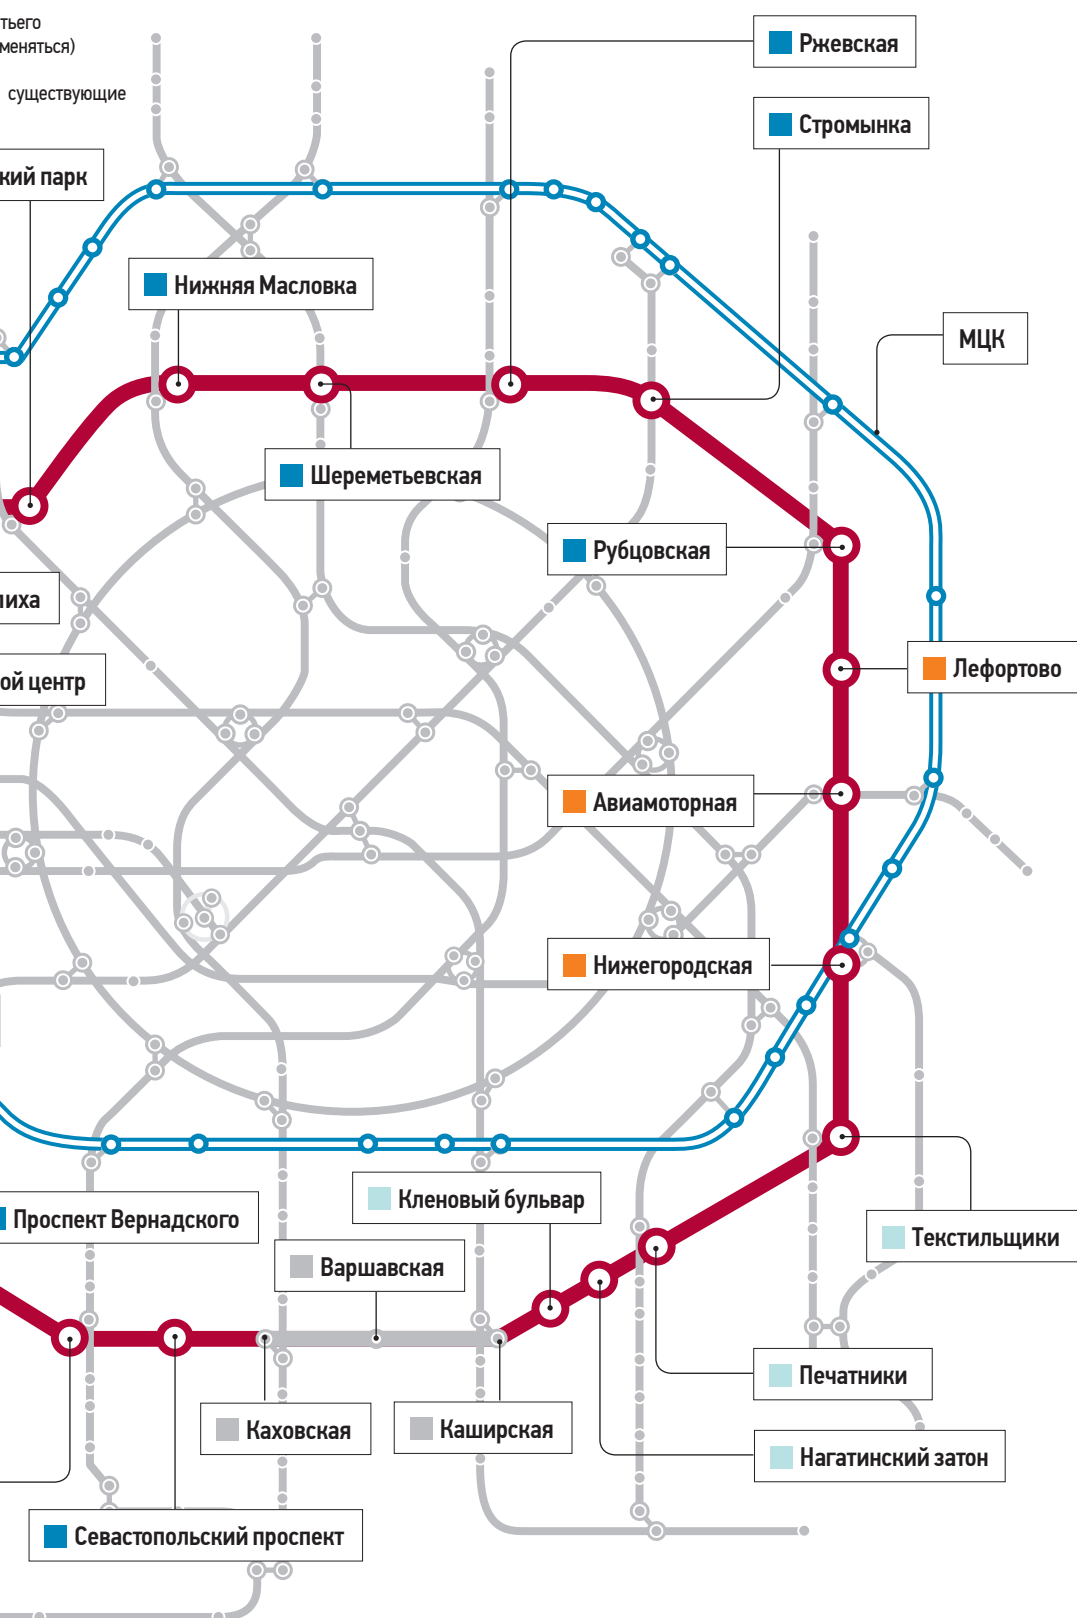 тьего
меняться)
существующие
Ржевская
Стромынка
кий парк
Нижняя Масловка
МЦК
Шереметьевская
Рубцовская
лиха
ой центр
Лефортово
Авиамоторная
Нижегородская
Кленовый бульвар
Проспект Вернадского
Текстильщики
Варшавская
Печатники
Каховская
Каширская
Нагатинский затон
Севастопольский проспект